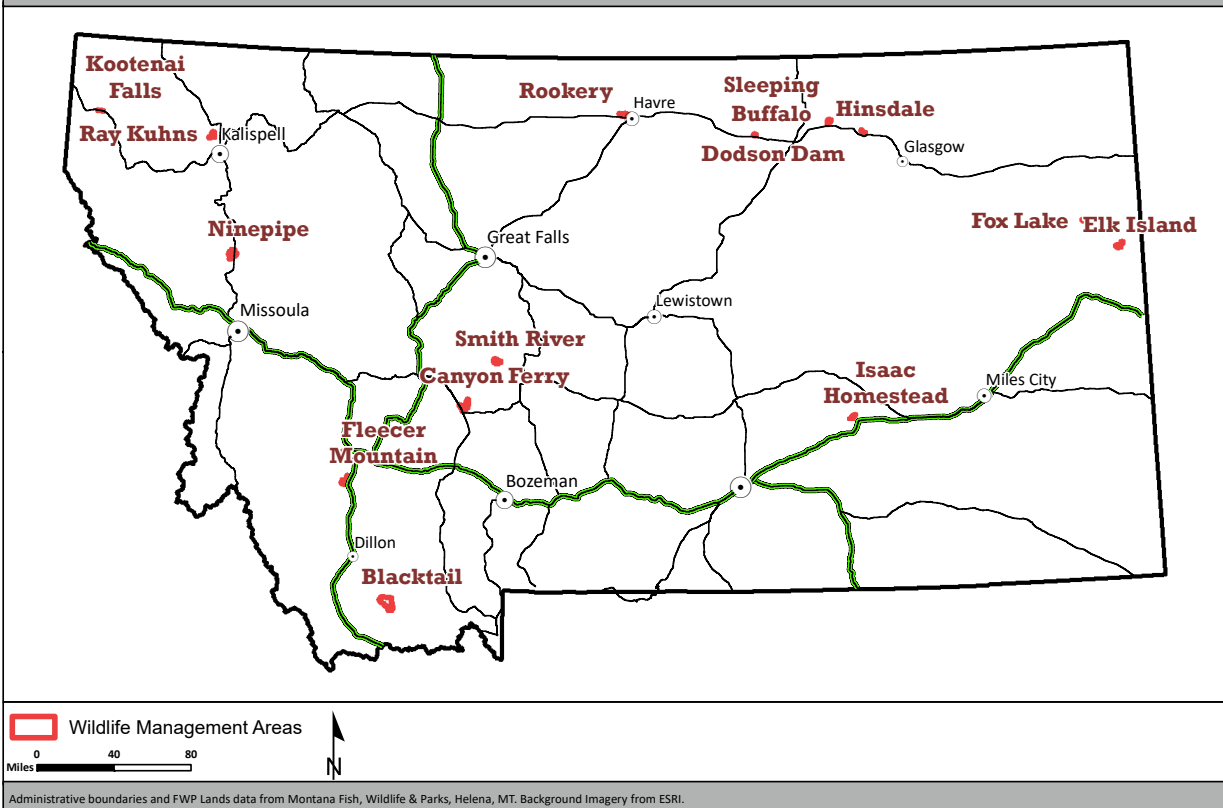 Kootenai
Falls
Ray Kuhns
Kalispell
Rookery
Havre
Sleeping
Buffalo
Hinsdale
Dodson Dam
Glasgow
Ninepipe
Fox Lake
Elk Island
Great Falls
Missoula
Lewistown
Smith River
Canyon Ferry
Isaac
Homestead
Miles City
Fleecer
Mountain
Bozeman
Dillon
Blacktail
Wildlife Management Areas
0 40 80
Miles
N
Administrative boundaries and FWP Lands data from Montana Fish, Wildlife & Parks, Helena, MT. Background Imagery from ESRI.